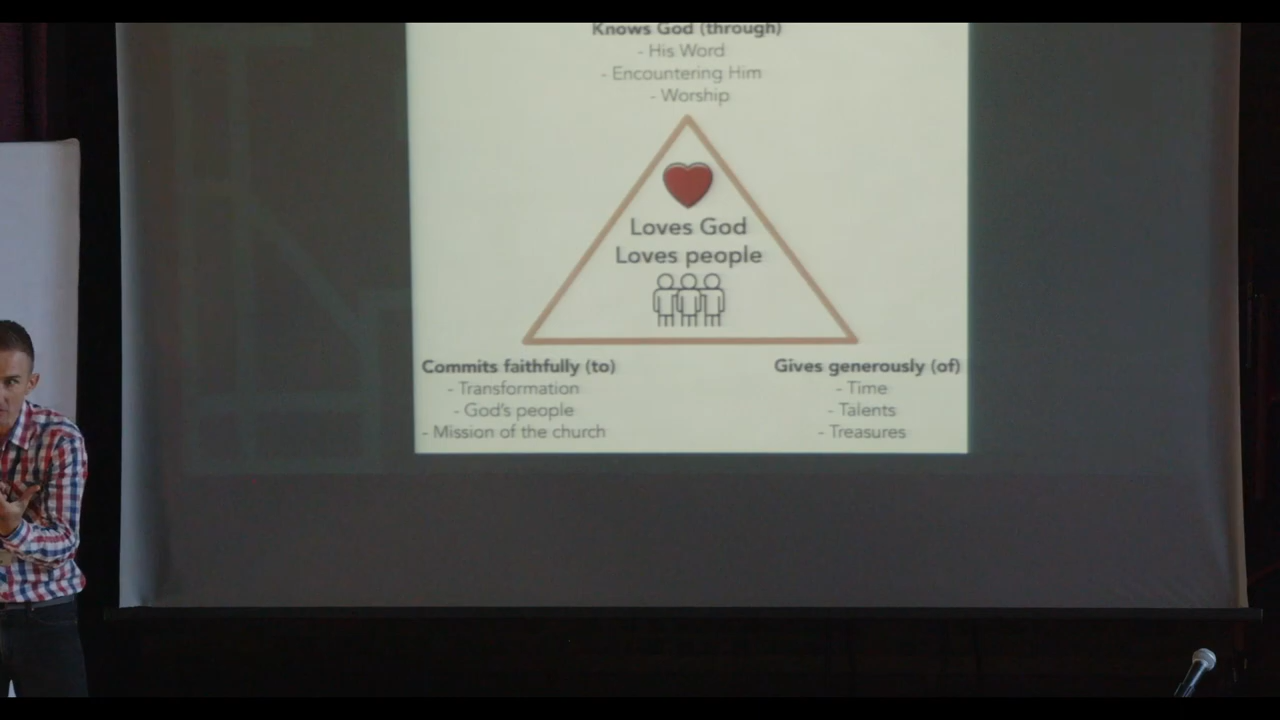 Knows God (through)
- His Word
- Encountering Him
- Worship
Loves God
Loves people
Commits faithfully (to)
- Transformation
- God's people
- Mission of the church
Gives generously (of)
- Time
- Talents
- Treasures